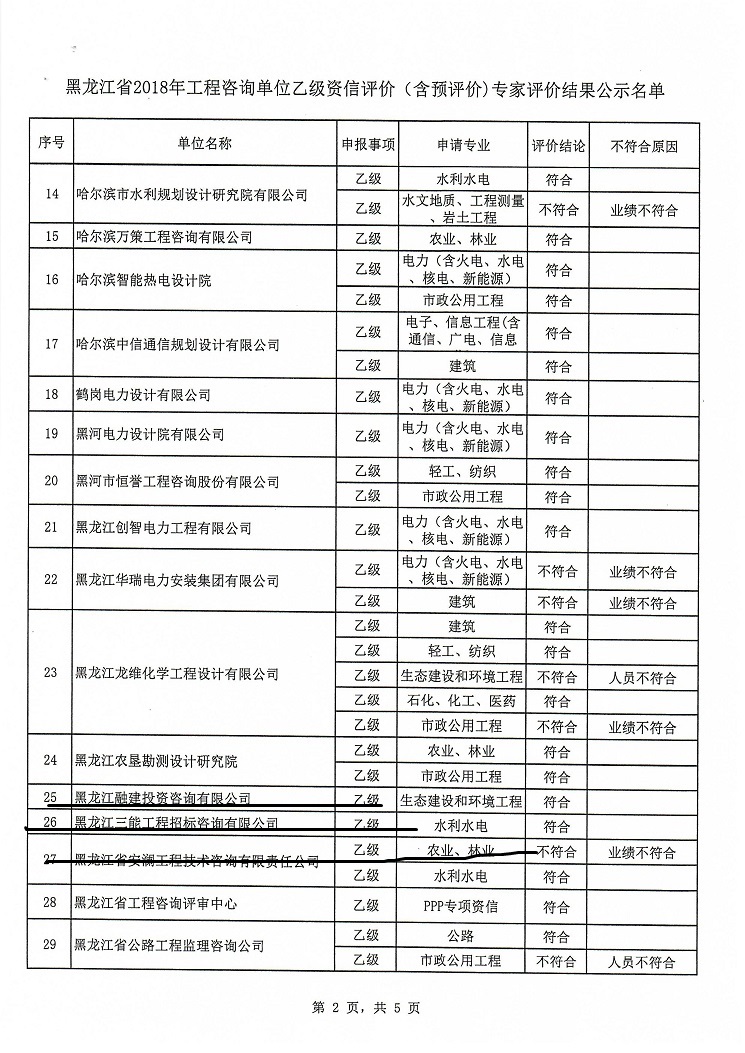 黑龙江省2018年工程咨询单位乙级资信评价（含预评价)专家评价结果公示名单
序号 单位名称 申报事项 申请专业 评价结论 不符合原因
14 哈尔滨市水利规划设计研究院有限公司 乙级 水利水电 符合
乙级 水文地质、工程测量
、岩土工程 不符合 业绩不符合
15 哈尔滨万策工程咨询有限公司 乙级 农业、林业 符合
16 哈尔滨智能热电设计院 乙级 电力（含火电、水电
、核电、新能源） 符合
乙级 市政公用工程 符合
17 哈尔滨中信通信规划设计有限公司 乙级 电子、信息工程(含
通信、广电、信息 符合
乙级 建筑 符合
18 鹤岗电力设计有限公司 乙级 电力（含火电、水电
、核电、新能源） 符合
19 黑河电力设计院有限公司 乙级 电力（含火电、水电
、核电、新能源） 符合
20 黑河市恒誉工程咨询股份有限公司 乙级 轻工、纺织 符合
乙级 市政公用工程 符合
21 黑龙江创智电力工程有限公司 乙级 电力（含火电、水电
、核电、新能源） 符合
22 黑龙江华瑞电力安装集团有限公司 乙级 电力（含火电、水电
、核电、新能源） 不符合 业绩不符合
乙级 建筑 不符合 业绩不符合
23 黑龙江龙维化学工程设计有限公司 乙级 建筑 符合
乙级 轻工、纺织 符合
乙级 生态建设和环境工程 不符合 人员不符合
乙级 石化、化工、医药 符合
乙级 市政公用工程 不符合 业绩不符合
24 黑龙江农垦勘测设计研究院 乙级 农业、林业 符合
乙级 市政公用工程 符合
25 黑龙江融建投资咨询有限公司 乙级 生态建设和环境工程 符合
26 黑龙江三能工程招标咨询有限公司 乙级 水利水电 符合
27 黑龙江省安澜工程技术咨询有限责任公司 乙级 农业、林业 不符合 业绩不符合
乙级 水利水电 符合
28 黑龙江省工程咨询评审中心 乙级 PPP专项资信 符合
29 黑龙江省公路工程监理咨询公司 乙级 公路 符合
乙级 市政公用工程 不符合 人员不符合
第 2 页，共 5 页